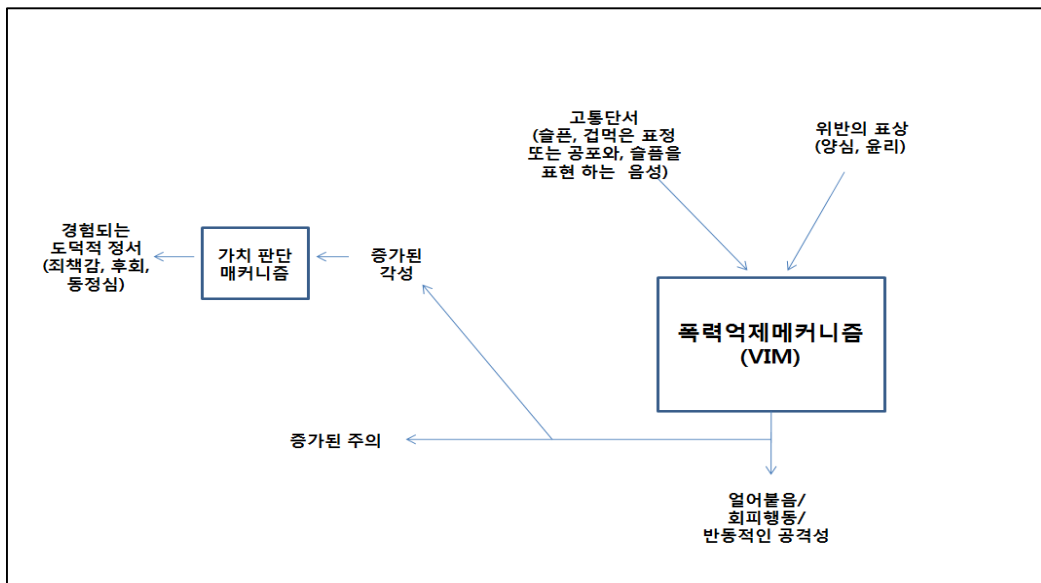 고통단서
(슬픈, 겁먹은 표정
또는 공포와, 슬픔을
표현 하는 음성)
위반의 표상
(양심, 윤리)
경험되는
도덕적 정서
(죄책감, 후회,
동정심)
가치 판단
매커니즘
증가된
각성
폭력억제메커니즘
(VIM)
증가된 주의
얼어붙음/
회피행동/
반동적인 공격성